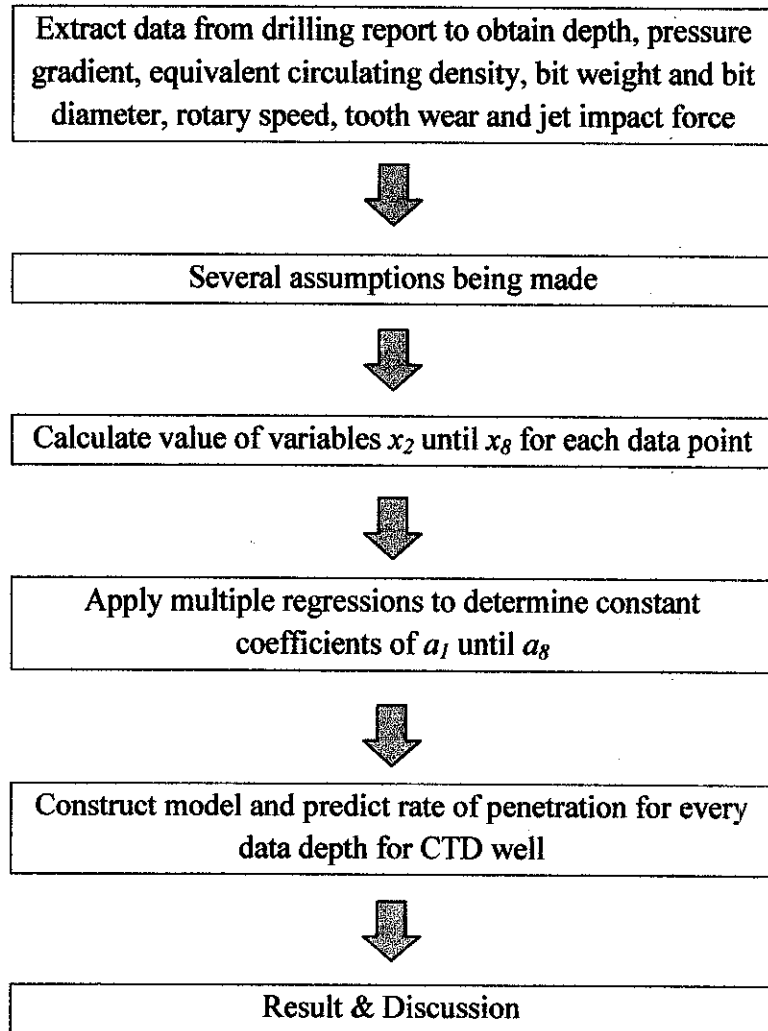 Extract data from drilling report to obtain depth, pressure
gradient, equivalent circulating density, bit weight and bit
diameter, rotary speed, tooth wear and jet impact force
Several assumptions being made
Calculate value of variables x₂ until x₈ for each data point
Apply multiple regressions to determine constant
coefficients of a₁ until a₈
Construct model and predict rate of penetration for every
data depth for CTD well
Result & Discussion